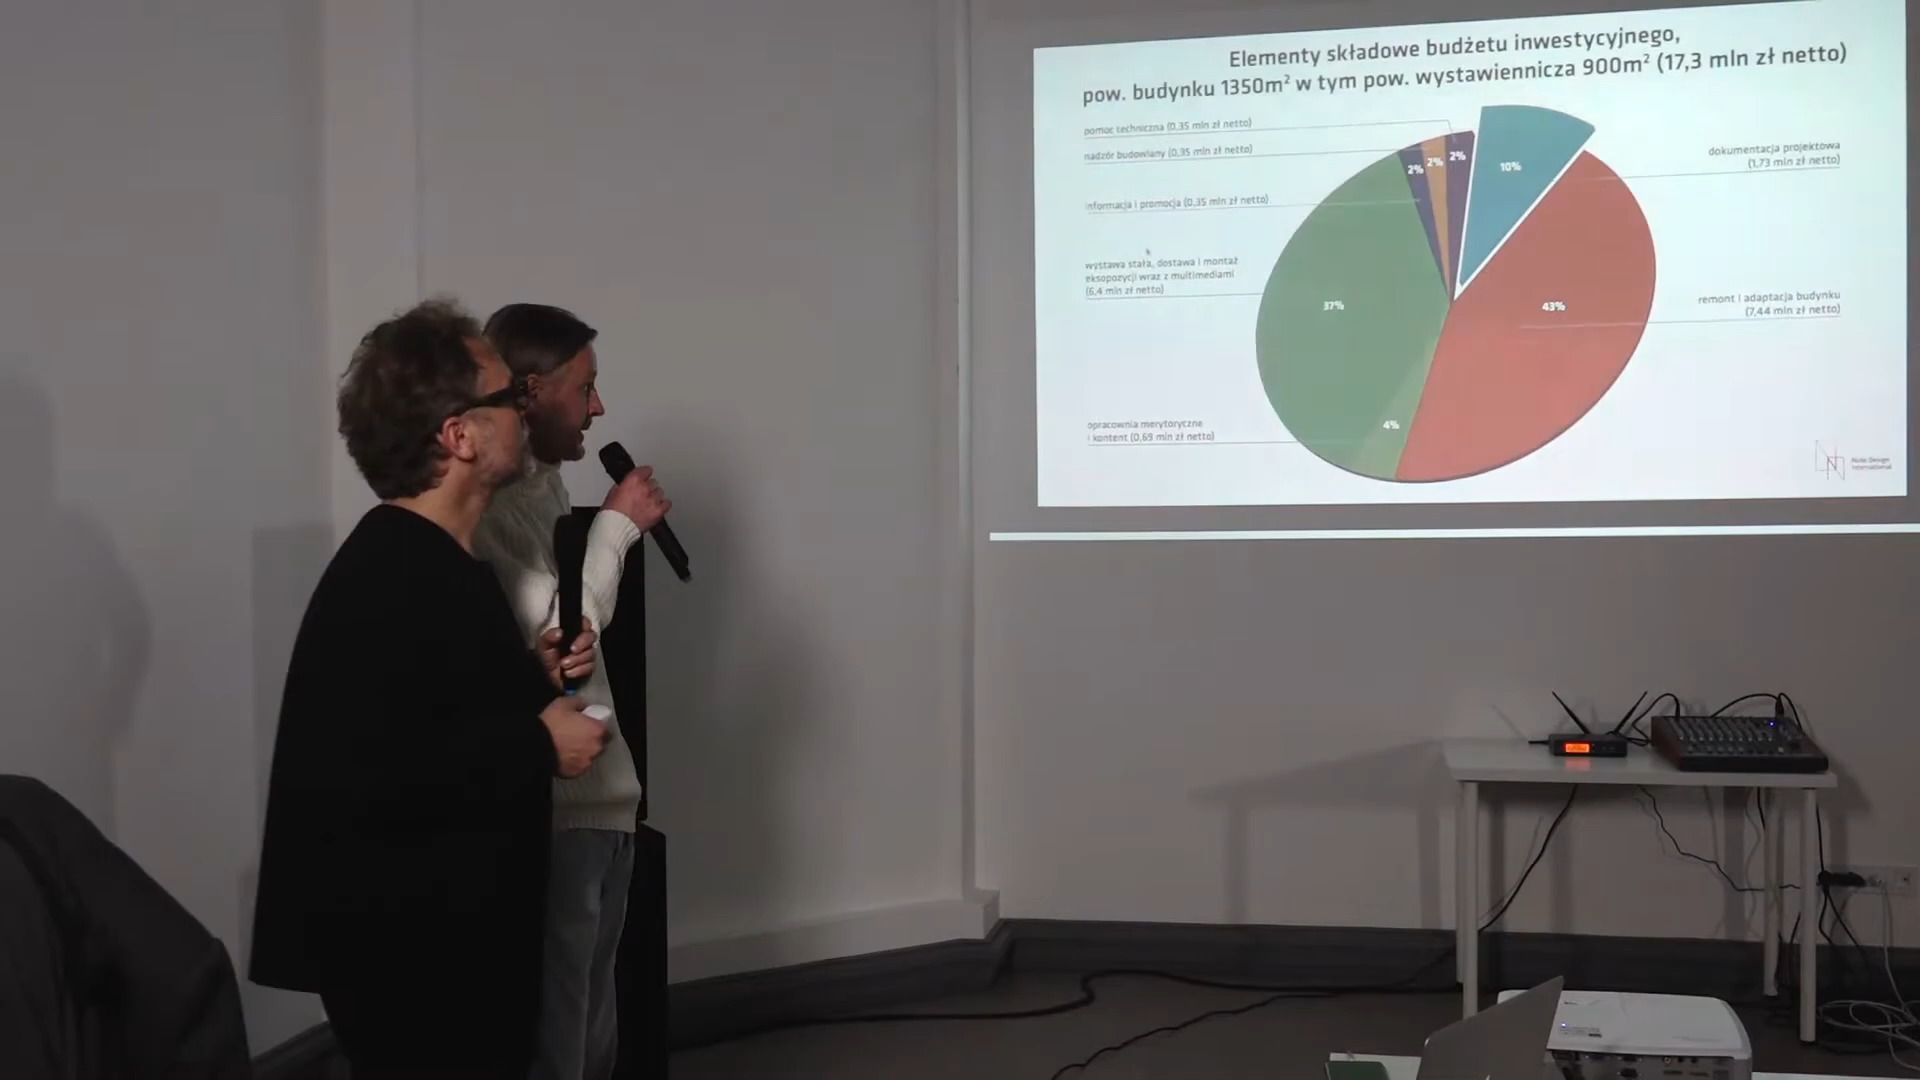 Elementy składowe budżetu inwestycyjnego,
pow. budynku 1350m² w tym pow. wystawiennicza 900m² (17,3 mln zł netto)
pomoc techniczna (0,35 mln zł netto)
nadzór budowlany (0,35 mln zł netto)
informacja i promocja (0,35 mln zł netto)
wystawa stała, dostawa i montaż
eksopozycji wraz z multimediami
(6,4 mln zł netto)
opracownia merytoryczne
i kontent (0,69 mln zł netto)
2%
2%
2%
10%
37%
43%
4%
dokumentacja projektowa
(1,73 mln zł netto)
remont i adaptacja budynku
(7,44 mln zł netto)
Design
International